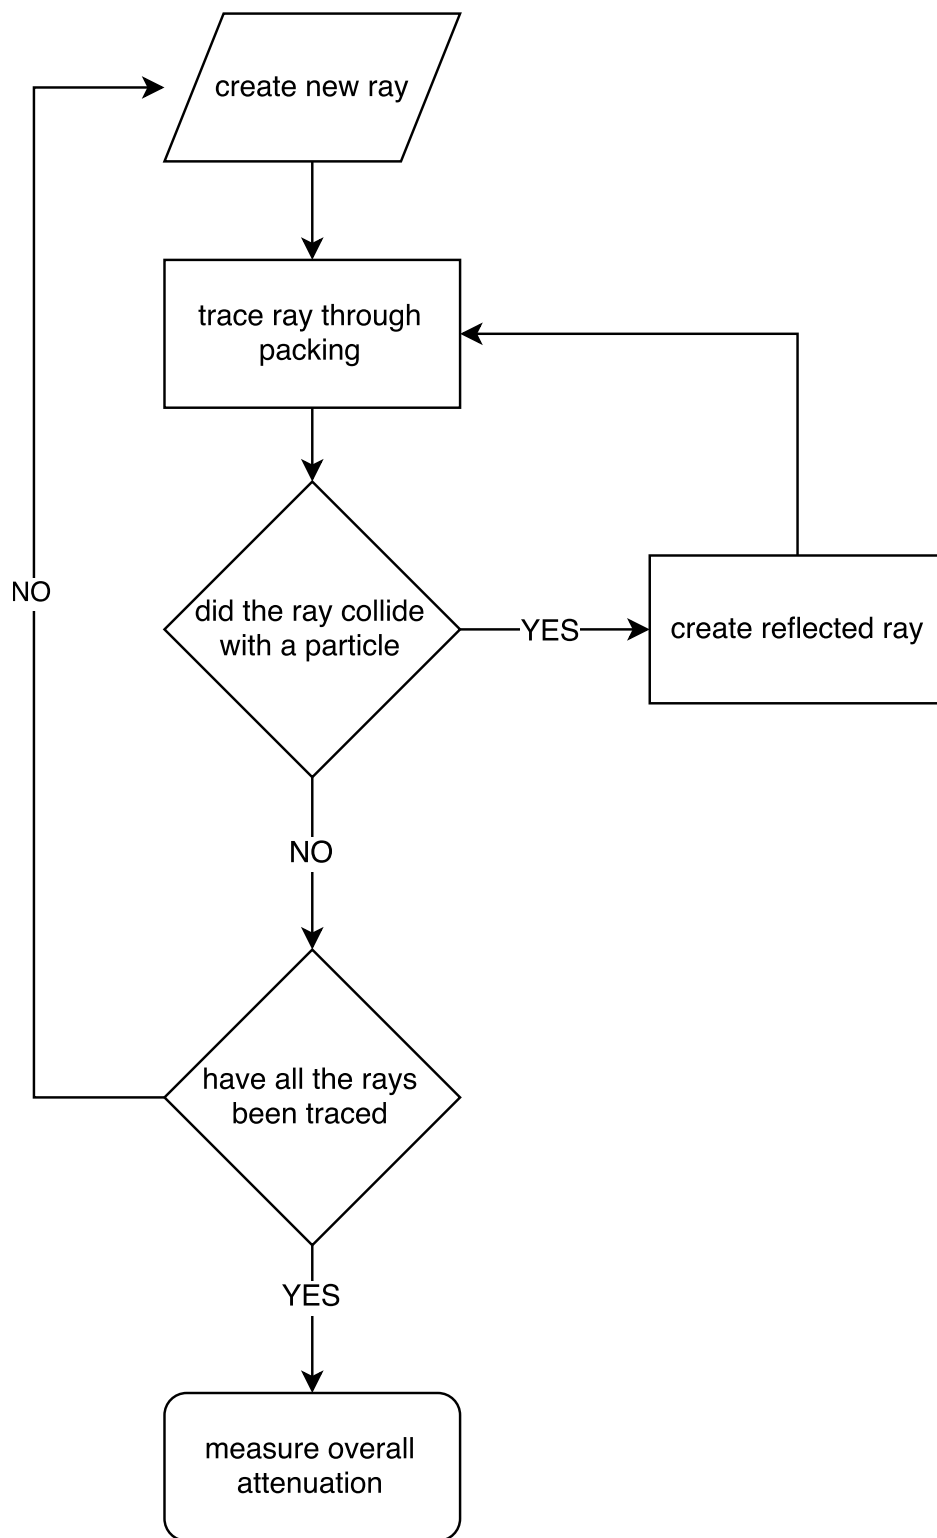 create new ray
trace ray through
packing
NO
did the ray collide
with a particle
YES
create reflected ray
NO
have all the rays
been traced
YES
measure overall
attenuation